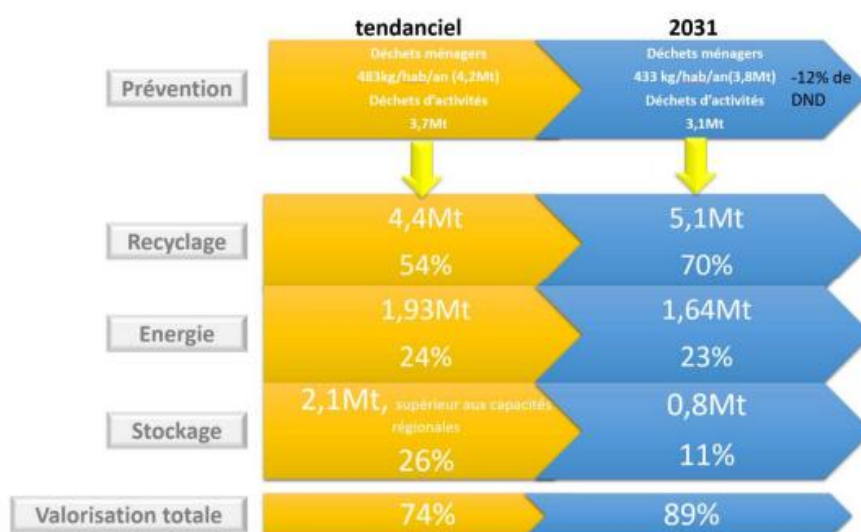 tendanciel 2031
Prévention
Déchets ménagers
483kg/hab/an (4,2Mt)
Déchets d'activités
3,7Mt
Déchets ménagers
433 kg/hab/an(3,8Mt)
Déchets d'activités
3,1Mt
-12% de
DND
Recyclage
4,4Mt
54%
5,1Mt
70%
Energie
1,93Mt
24%
1,64Mt
23%
Stockage
2,1Mt, supérieur aux capacités
régionales
26%
0,8Mt
11%
Valorisation totale 74% 89%